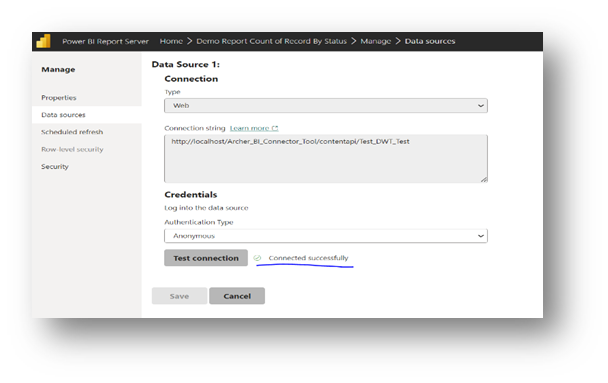 Power BI Report Server Home > Demo Report Count of Record By Status > Manage > Data sources
Manage
Properties
Data sources
Scheduled refresh
Row-level security
Security
Data Source 1:
Connection
Type
Web
Connection string Learn more
http://localhost/Archer_BI_Connector_Tool/contentapi/Test_DWT_Test
Credentials
Log into the data source
Authentication Type
Anonymous
Test connection Connected successfully
Save Cancel